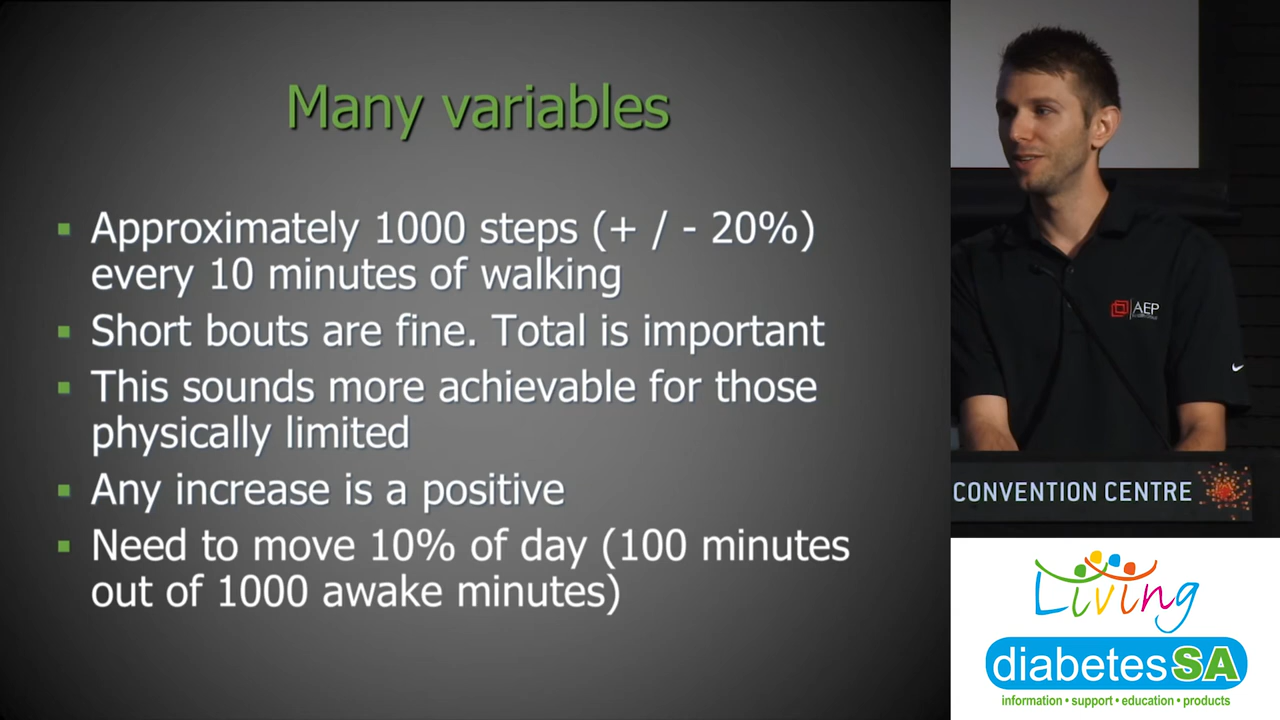 Many variables
Approximately 1000 steps (+ / - 20%)
every 10 minutes of walking
Short bouts are fine. Total is important
This sounds more achievable for those
physically limited
Any increase is a positive
Need to move 10% of day (100 minutes
out of 1000 awake minutes)
AEP
CONVENTION CENTRE
Living
diabetesSA
information • support • education • products